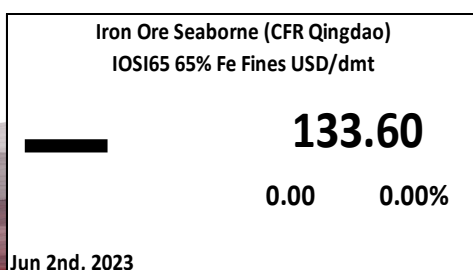 Iron Ore Seaborne (CFR Qingdao)
IOSI65 65% Fe Fines USD/dmt
133.60
0.00 0.00%
Jun 2nd, 2023